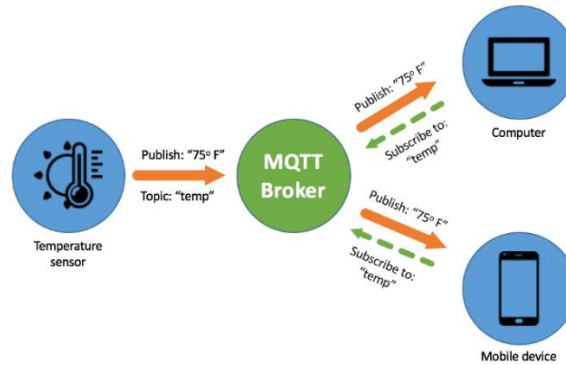 Publish: "75º F"
Topic: "temp"
Temperature
sensor
MQTT
Broker
Publish: "75º F"
Subscribe to:
"temp"
Computer
Publish: "75º F"
Subscribe to:
"temp"
Mobile device